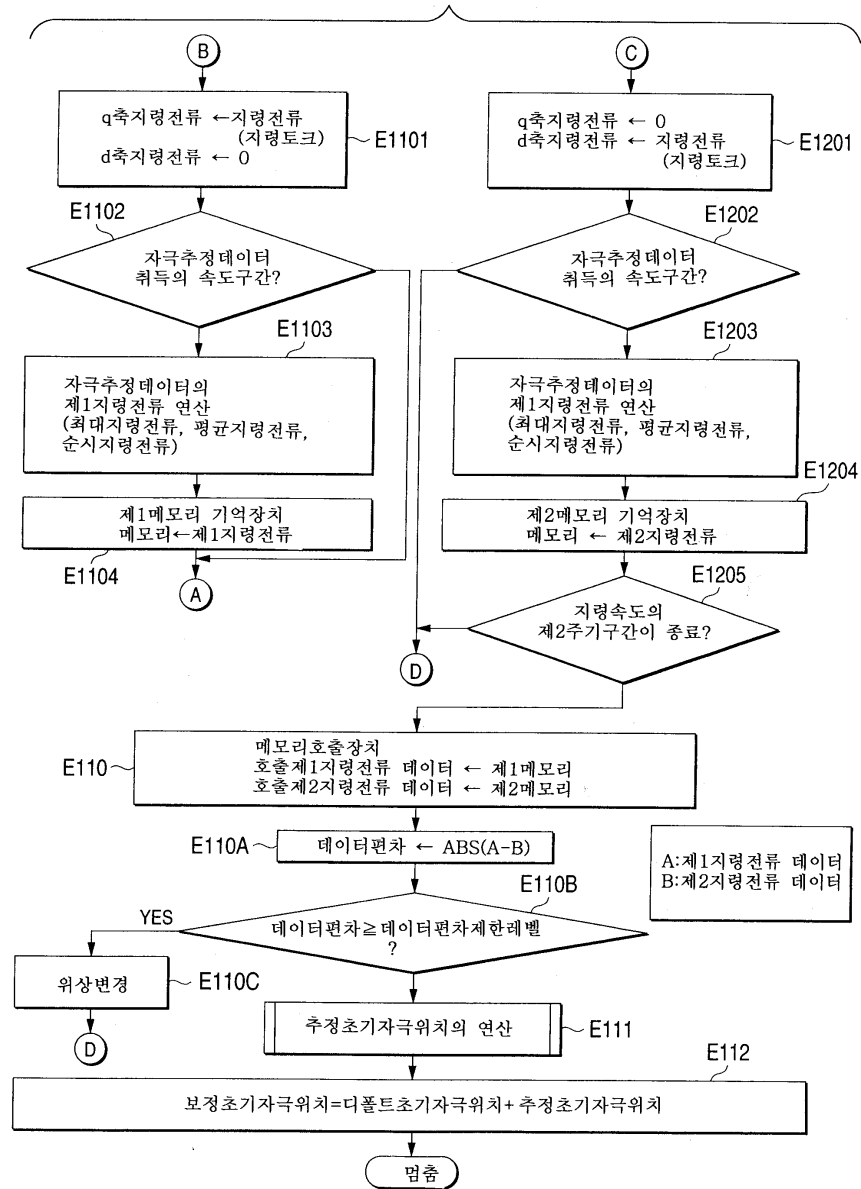 B
q축지령전류 ←지령전류
(지령토크)
d축지령전류 ← 0
E1101
E1102
자극추정데이터
취득의 속도구간?
E1103
자극추정데이터의
제1지령전류 연산
(최대지령전류, 평균지령전류,
순시지령전류)
제1메모리 기억장치
메모리←제1지령전류
E1104
A
C
q축지령전류 ← 0
d축지령전류 ← 지령전류
(지령토크)
E1201
E1202
자극추정데이터
취득의 속도구간?
E1203
자극추정데이터의
제1지령전류 연산
(최대지령전류, 평균지령전류,
순시지령전류)
E1204
제2메모리 기억장치
메모리 ← 제2지령전류
E1205
지령속도의
제2주기구간이 종료?
D
E110
메모리호출장치
호출제1지령전류 데이터 ← 제1메모리
호출제2지령전류 데이터 ← 제2메모리
E110A
데이터편차 ← ABS(A-B)
A:제1지령전류 데이터
B:제2지령전류 데이터
E110B
YES
데이터편차≧데이터편차제한레벨
?
위상변경
E110C
D
추정초기자극위치의 연산
E111
E112
보정초기자극위치=디폴트초기자극위치+추정초기자극위치
멈춤